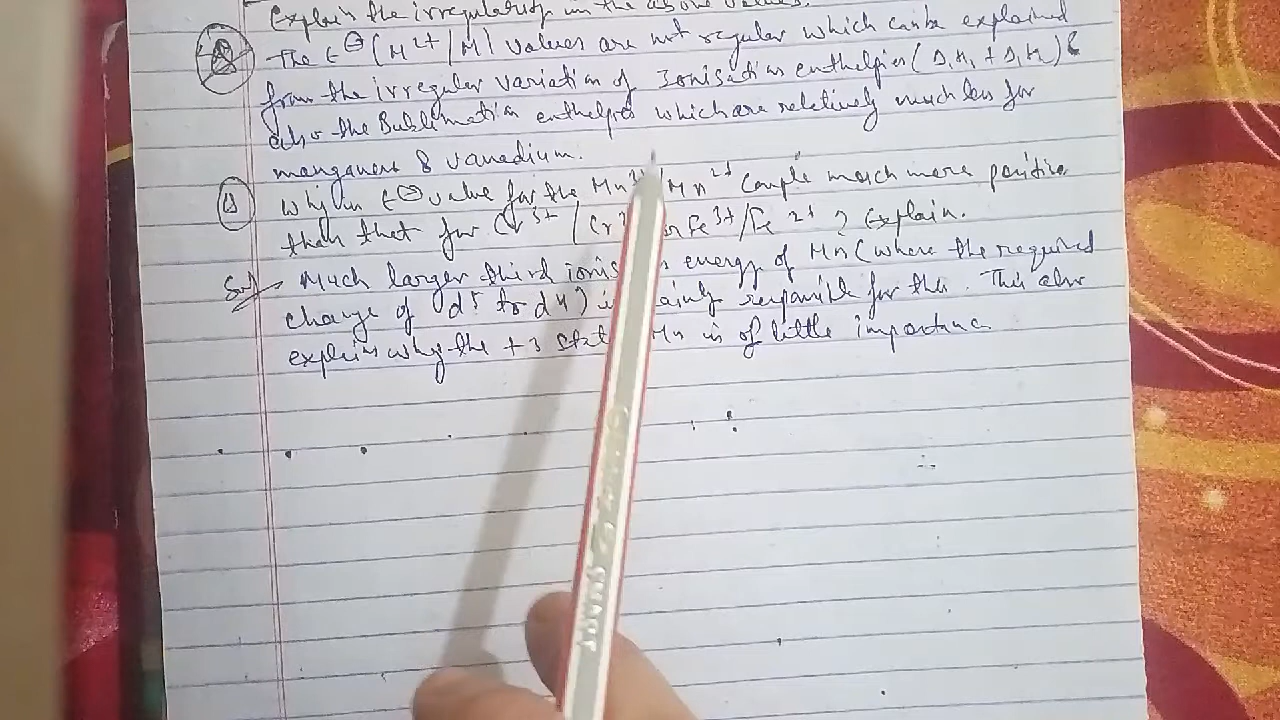 Explain the irregularity in the above values.
The E⊖ (M2+/M) values are not regular which can be explained
from the irregular variation of Ionisation enthalpies (ΔiH1 + ΔiH2) &
also the Sublimation enthalpies which are relatively much less for
manganese & vanadium.
Why is E⊖ value for the Mn3+/Mn2+ couple much more positive
than that for Cr3+/Cr2+ or Fe3+/Fe2+ ? Explain.
Sol Much larger third ionis energy of Mn (where the required
change of d5 to d4) is mainly responsible for this. This also
explains why the +3 state Mn is of little importance